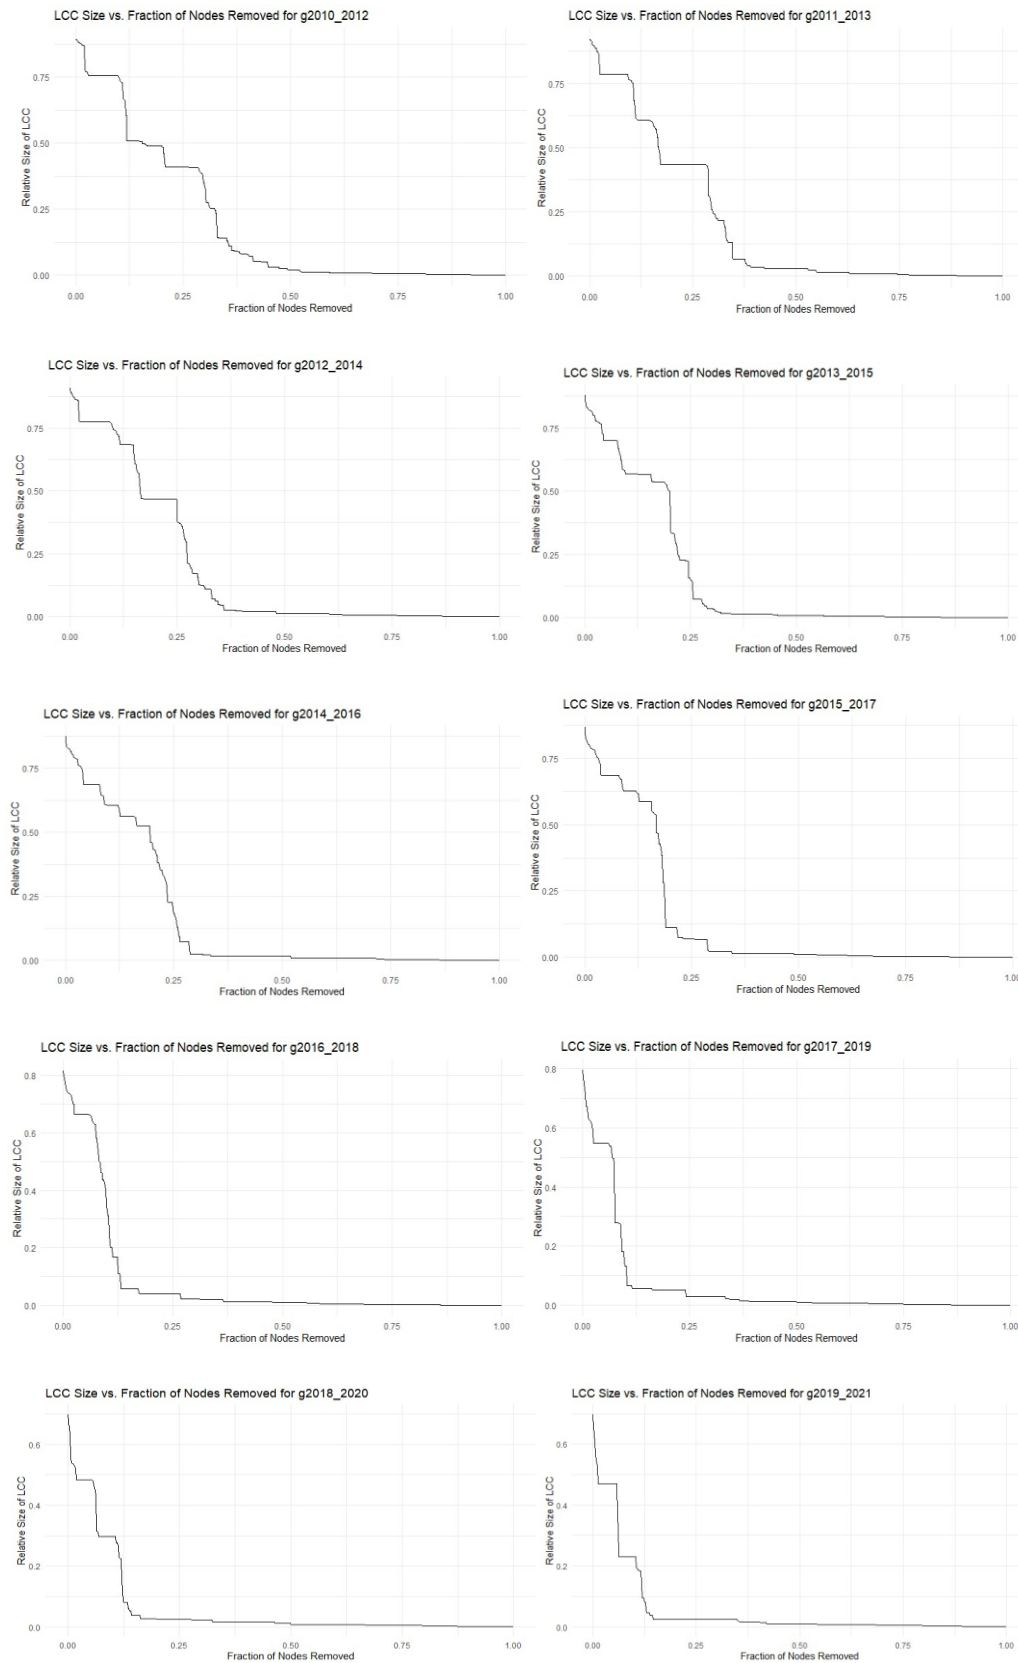 LCC Size vs. Fraction of Nodes Removed for g2010_2012
Relative Size of LCC
0.75
0.50
0.25
0.00
0.00 0.25 0.50 0.75 1.00
Fraction of Nodes Removed
LCC Size vs. Fraction of Nodes Removed for g2011_2013
Relative Size of LCC
0.75
0.50
0.25
0.00
0.00 0.25 0.50 0.75 1.00
Fraction of Nodes Removed
LCC Size vs. Fraction of Nodes Removed for g2012_2014
Relative Size of LCC
0.75
0.50
0.25
0.00
0.00 0.25 0.50 0.75 1.00
Fraction of Nodes Removed
LCC Size vs. Fraction of Nodes Removed for g2013_2015
Relative Size of LCC
0.75
0.50
0.25
0.00
0.00 0.25 0.50 0.75 1.00
Fraction of Nodes Removed
LCC Size vs. Fraction of Nodes Removed for g2014_2016
Relative Size of LCC
0.75
0.50
0.25
0.00
0.00 0.25 0.50 0.75 1.00
Fraction of Nodes Removed
LCC Size vs. Fraction of Nodes Removed for g2015_2017
Relative Size of LCC
0.75
0.50
0.25
0.00
0.00 0.25 0.50 0.75 1.00
Fraction of Nodes Removed
LCC Size vs. Fraction of Nodes Removed for g2016_2018
Relative Size of LCC
0.8
0.6
0.4
0.2
0.0
0.00 0.25 0.50 0.75 1.00
Fraction of Nodes Removed
LCC Size vs. Fraction of Nodes Removed for g2017_2019
Relative Size of LCC
0.8
0.6
0.4
0.2
0.0
0.00 0.25 0.50 0.75 1.00
Fraction of Nodes Removed
LCC Size vs. Fraction of Nodes Removed for g2018_2020
Relative Size of LCC
0.6
0.4
0.2
0.0
0.00 0.25 0.50 0.75 1.00
Fraction of Nodes Removed
LCC Size vs. Fraction of Nodes Removed for g2019_2021
Relative Size of LCC
0.6
0.4
0.2
0.0
0.00 0.25 0.50 0.75 1.00
Fraction of Nodes Removed